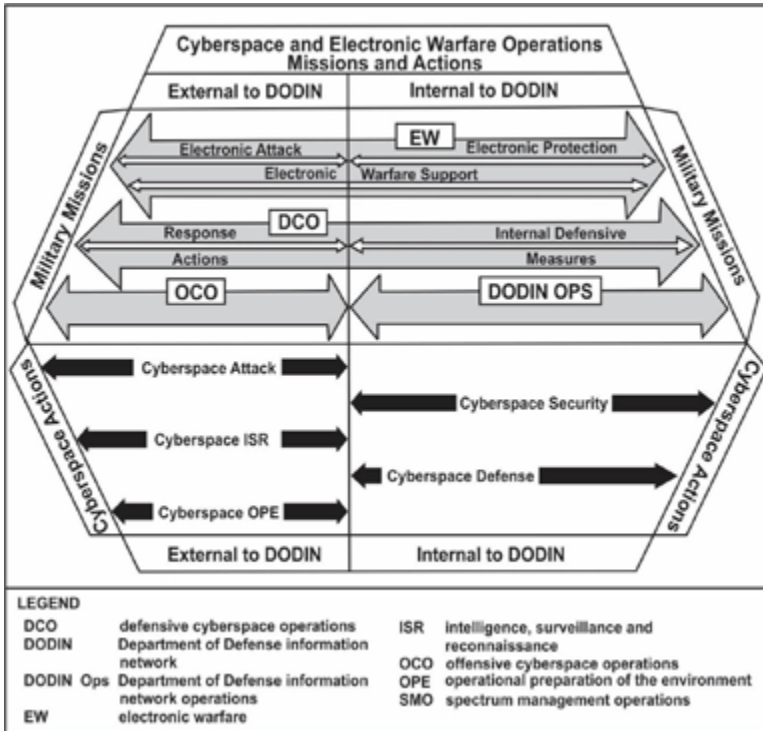 Cyberspace and Electronic Warfare Operations
Missions and Actions
External to DODIN
Internal to DODIN
Military Missions
Military Missions
EW
Electronic Attack
Electronic Protection
Electronic Warfare Support
DCO
Response
Internal Defensive
Actions
Measures
OCO
DODIN OPS
Cyberspace Actions
Cyberspace Actions
Cyberspace Attack
Cyberspace Security
Cyberspace ISR
Cyberspace Defense
Cyberspace OPE
External to DODIN
Internal to DODIN
LEGEND
DCO defensive cyberspace operations
DODIN Department of Defense information
network
DODIN Ops Department of Defense information
network operations
EW electronic warfare
ISR intelligence, surveillance and
reconnaissance
OCO offensive cyberspace operations
OPE operational preparation of the environment
SMO spectrum management operations